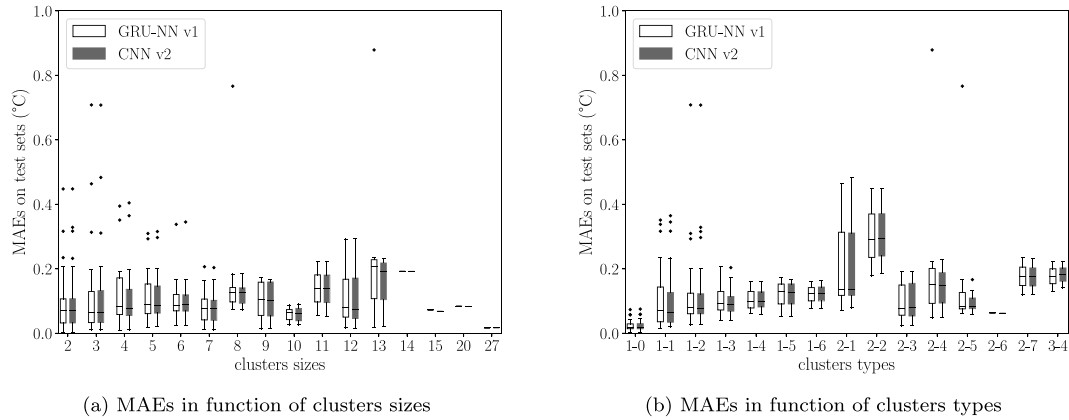 1.0
0.8
0.6
0.4
0.2
0.0
MAEs on test sets (°C)
GRU-NN v1
CNN v2
2 3 4 5 6 7 8 9 10 11 12 13 14 15 20 27
clusters sizes
(a) MAEs in function of clusters sizes
1.0
0.8
0.6
0.4
0.2
0.0
MAEs on test sets (°C)
GRU-NN v1
CNN v2
1–0 1–1 1–2 1–3 1–4 1–5 1–6 2–1 2–2 2–3 2–4 2–5 2–6 2–7 3–4
clusters types
(b) MAEs in function of clusters types